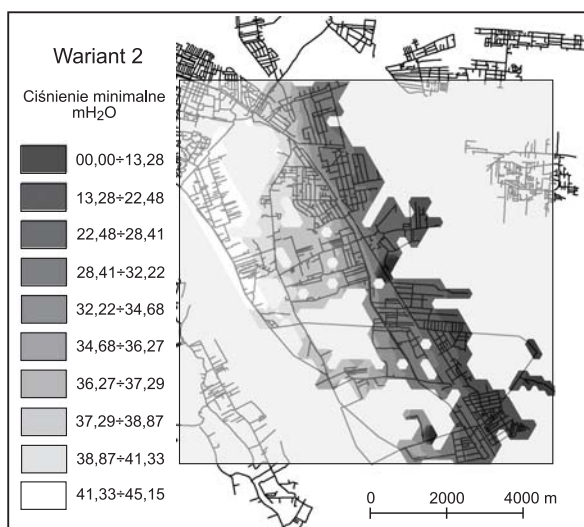 Wariant 2
Ciśnienie minimalne
mH₂O
00,00÷13,28
13,28÷22,48
22,48÷28,41
28,41÷32,22
32,22÷34,68
34,68÷36,27
36,27÷37,29
37,29÷38,87
38,87÷41,33
41,33÷45,15
0 2000 4000 m